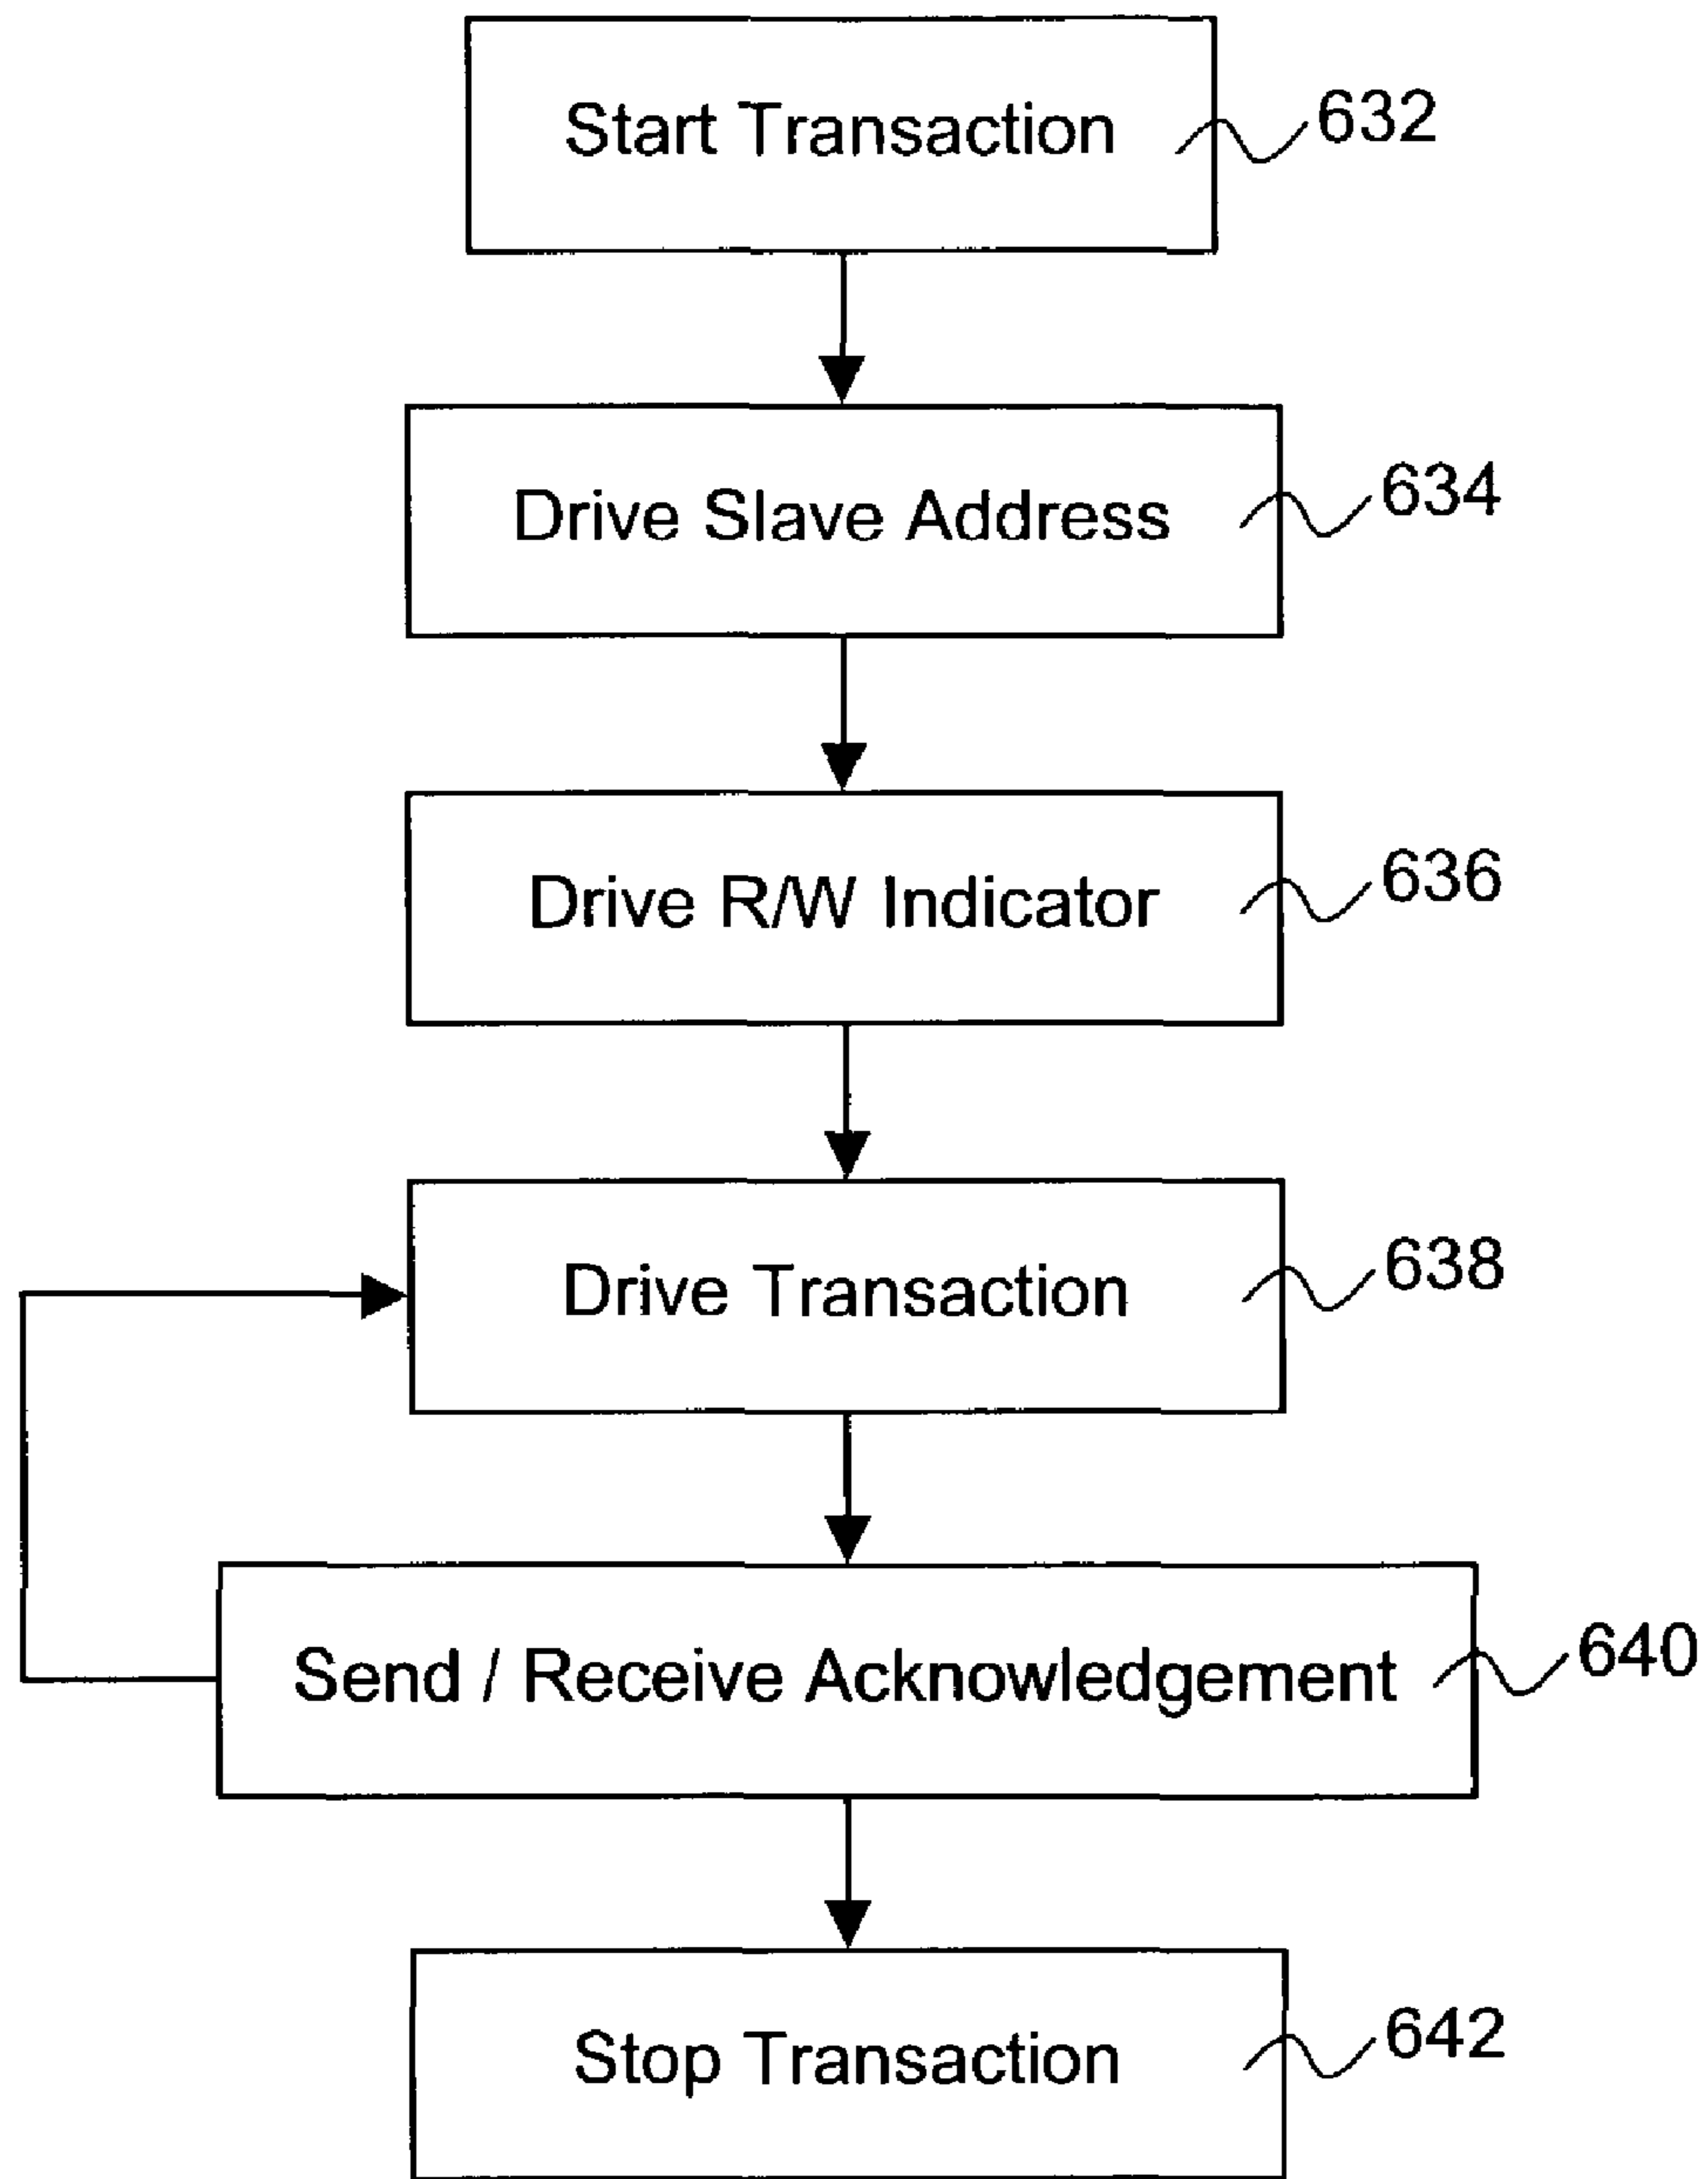 Start Transaction
632
Drive Slave Address
634
Drive R/W Indicator
636
Drive Transaction
638
Send / Receive Acknowledgement
640
Stop Transaction
642